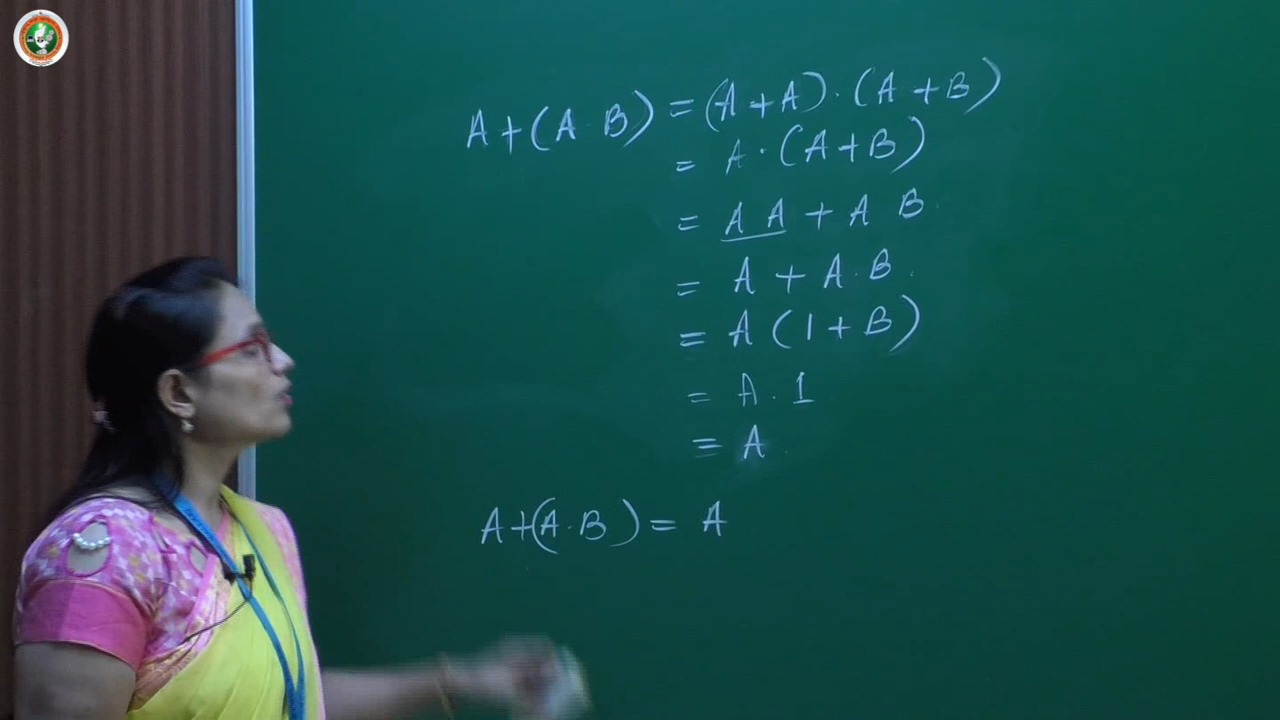 A+(A·B) = (A+A)·(A+B)
= A·(A+B)
= A A + A B
= A + A·B
= A (1+B)
= A·1
= A
A+(A·B) = A